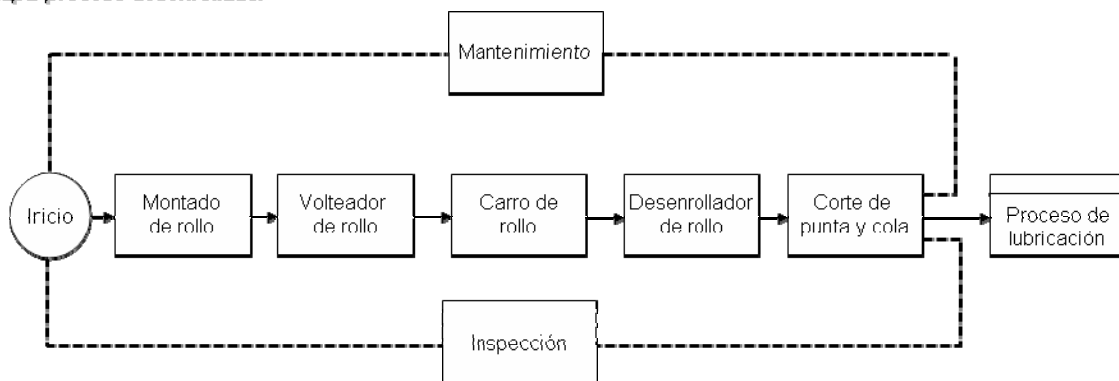 Mantenimiento
Iricio
Montado
de rollo
Volteador
de rollo
Carro de
rollo
Desenrollador
de rollo
Corte de
punta y cola
Proceso de
lubricación
Inspección